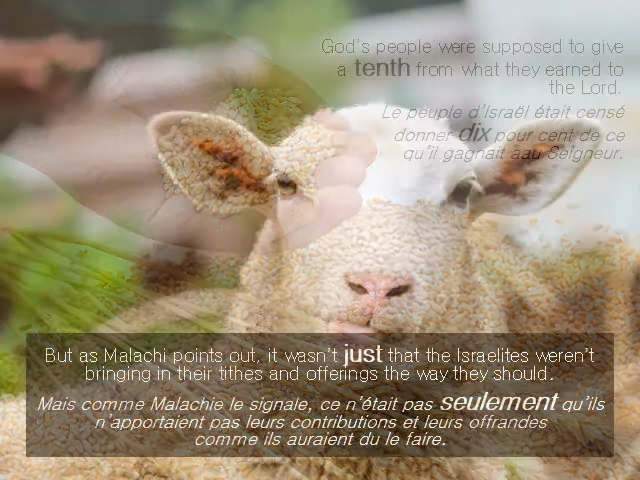 God's people were supposed to give
a tenth from what they earned to
the Lord.
Le peuple d'Israël était censé
donner dix pour cent de ce
qu'il gagnait aau Seigneur.
But as Malachi points out, it wasn't just that the Israelites weren't
bringing in their tithes and offerings the way they should.
Mais comme Malachie le signale, ce n'était pas seulement qu'ils
n'apportaient pas leurs contributions et leurs offrandes
comme ils auraient du le faire.